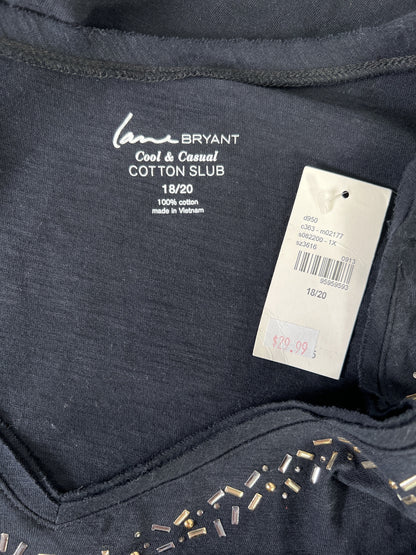 Lane BRYANT
Cool & Casual
COTTON SLUB
18/20
100% cotton
made in Vietnam
d950
c363 - m02177
s082200 - 1X
sz3616
0913
95959593
18/20
$29.99